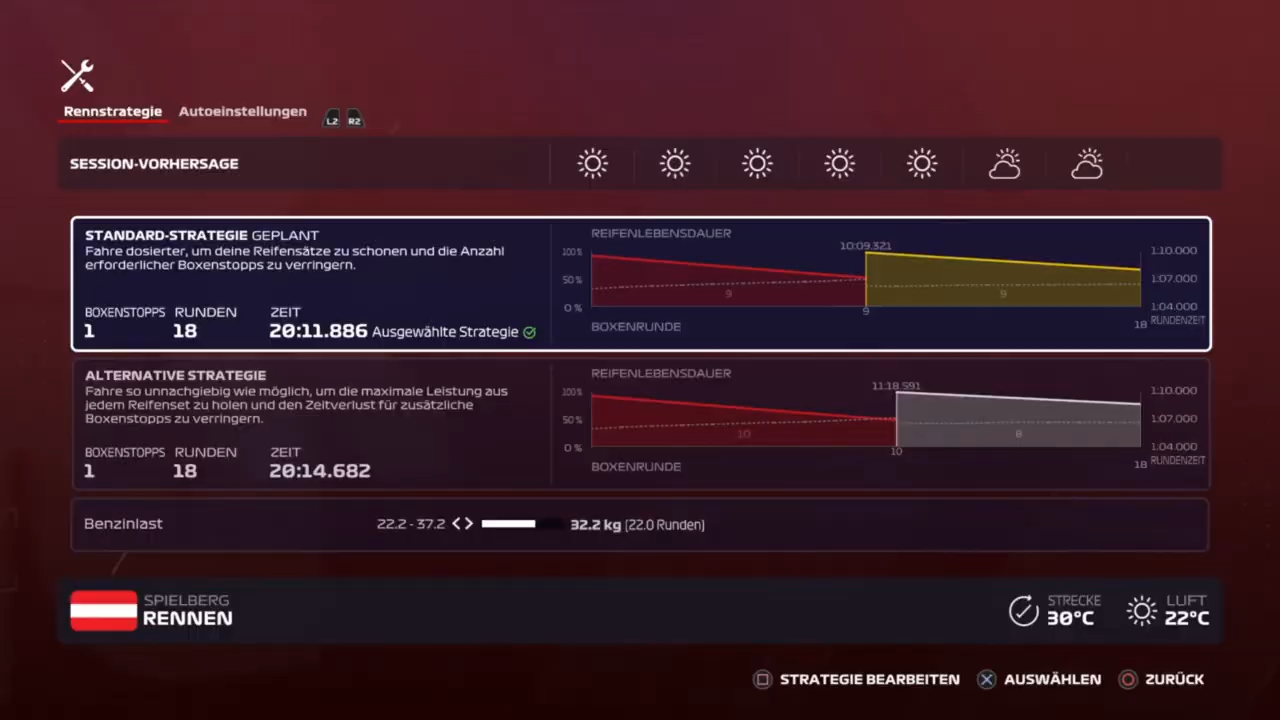 Rennstrategie Autoeinstellungen L2 R2
SESSION-VORHERSAGE
STANDARD-STRATEGIE GEPLANT
Fahre dosierter, um deine Reifensätze zu schonen und die Anzahl
erforderlicher Boxenstopps zu verringern.
BOXENSTOPPS RUNDEN ZEIT
1 18 20:11.886 Ausgewählte Strategie
REIFENLEBENSDAUER
10:09.321
100 % 1:10.000
50 % 1:07.000
9 9
0 % 1:04.000
9
BOXENRUNDE 18 RUNDENZEIT
ALTERNATIVE STRATEGIE
Fahre so unnachgiebig wie möglich, um die maximale Leistung aus
jedem Reifenset zu holen und den Zeitverlust für zusätzliche
Boxenstopps zu verringern.
BOXENSTOPPS RUNDEN ZEIT
1 18 20:14.682
REIFENLEBENSDAUER
11:18.591
100 % 1:10.000
50 % 1:07.000
10 8
0 % 1:04.000
10
BOXENRUNDE 18 RUNDENZEIT
Benzinlast 22.2 - 37.2 <> 32.2 kg (22.0 Runden)
SPIELBERG
RENNEN
STRECKE
30°C
LUFT
22°C
STRATEGIE BEARBEITEN AUSWÄHLEN ZURÜCK